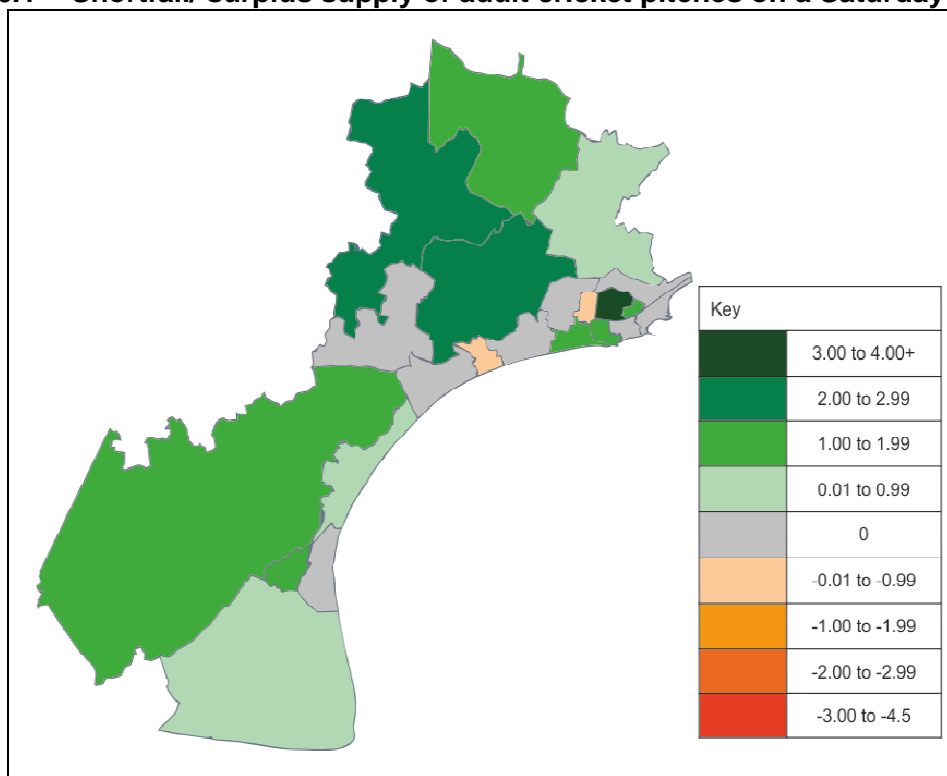 Shortfall/ surplus supply of adult cricket pitches on a Saturday
Key
3.00 to 4.00+
2.00 to 2.99
1.00 to 1.99
0.01 to 0.99
0
-0.01 to -0.99
-1.00 to -1.99
-2.00 to -2.99
-3.00 to -4.5